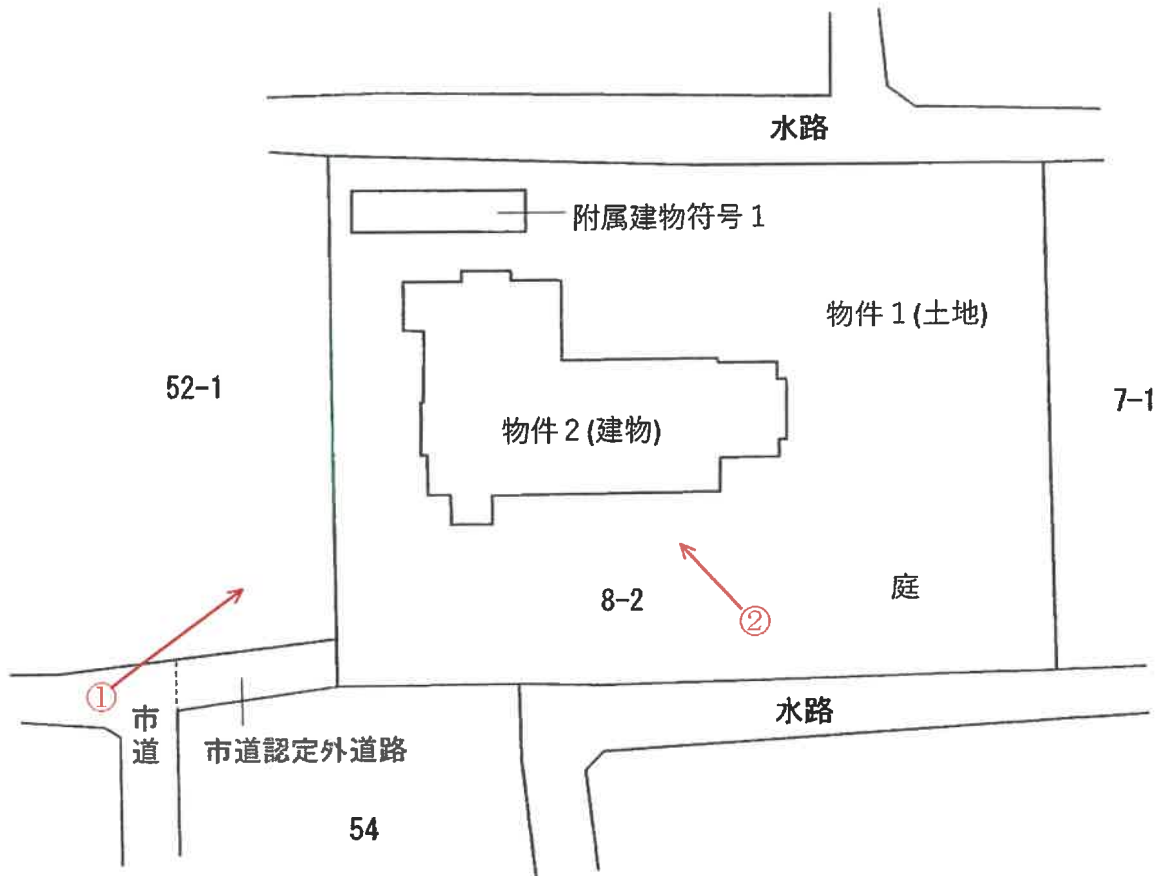 水路
附属建物符号1
物件1(土地)
52-1
7-1
物件2(建物)
8-2
庭
②
①
市道
水路
市道認定外道路
54